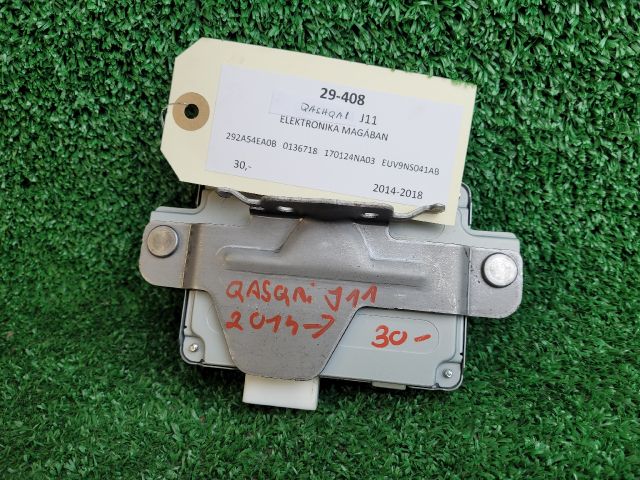 29-408
QASHQAI J11
ELEKTRONIKA MAGÁBAN
292A54EA0B 0136718 170124NA03 EUV9NS041AB
30,-
2014-2018
QASQAi J11
2014→
30-